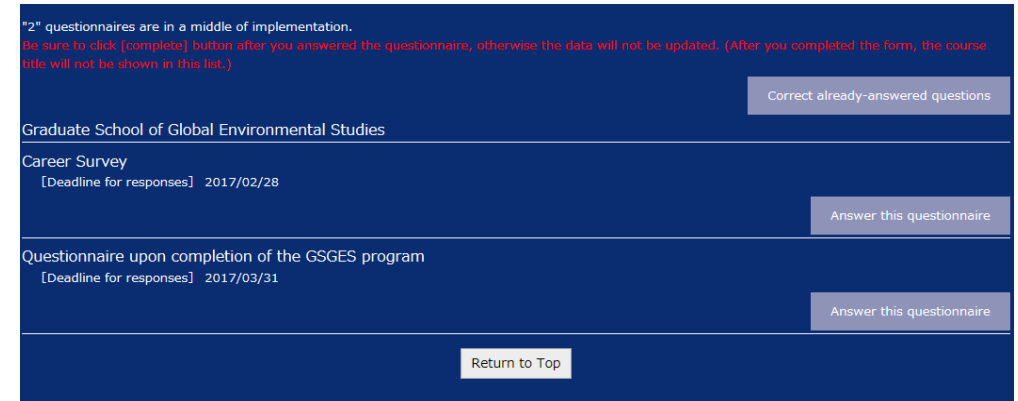 "2" questionnaires are in a middle of implementation.
Be sure to click [complete] button after you answered the questionnaire, otherwise the data will not be updated. (After you completed the form, the course
title will not be shown in this list.)
Correct already-answered questions
Graduate School of Global Environmental Studies
Career Survey
[Deadline for responses] 2017/02/28
Answer this questionnaire
Questionnaire upon completion of the GSGES program
[Deadline for responses] 2017/03/31
Answer this questionnaire
Return to Top